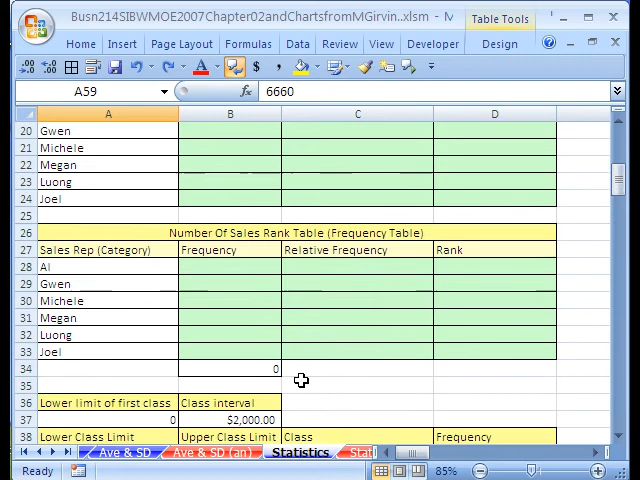 Busn214SIBWMOE2007Chapter02andChartsfromMGirvin..xlsm - M
Table Tools
Home Insert Page Layout Formulas Data Review View Developer Design
A59 fx 6660
A B C D
20 Gwen
21 Michele
22 Megan
23 Luong
24 Joel
25
26 Number Of Sales Rank Table (Frequency Table)
27 Sales Rep (Category) Frequency Relative Frequency Rank
28 Al
29 Gwen
30 Michele
31 Megan
32 Luong
33 Joel
34 0
35
36 Lower limit of first class Class interval
37 0 $2,000.00
38 Lower Class Limit Upper Class Limit Class Frequency
Ave & SD Ave & SD (an) Statistics Stati
Ready 85%